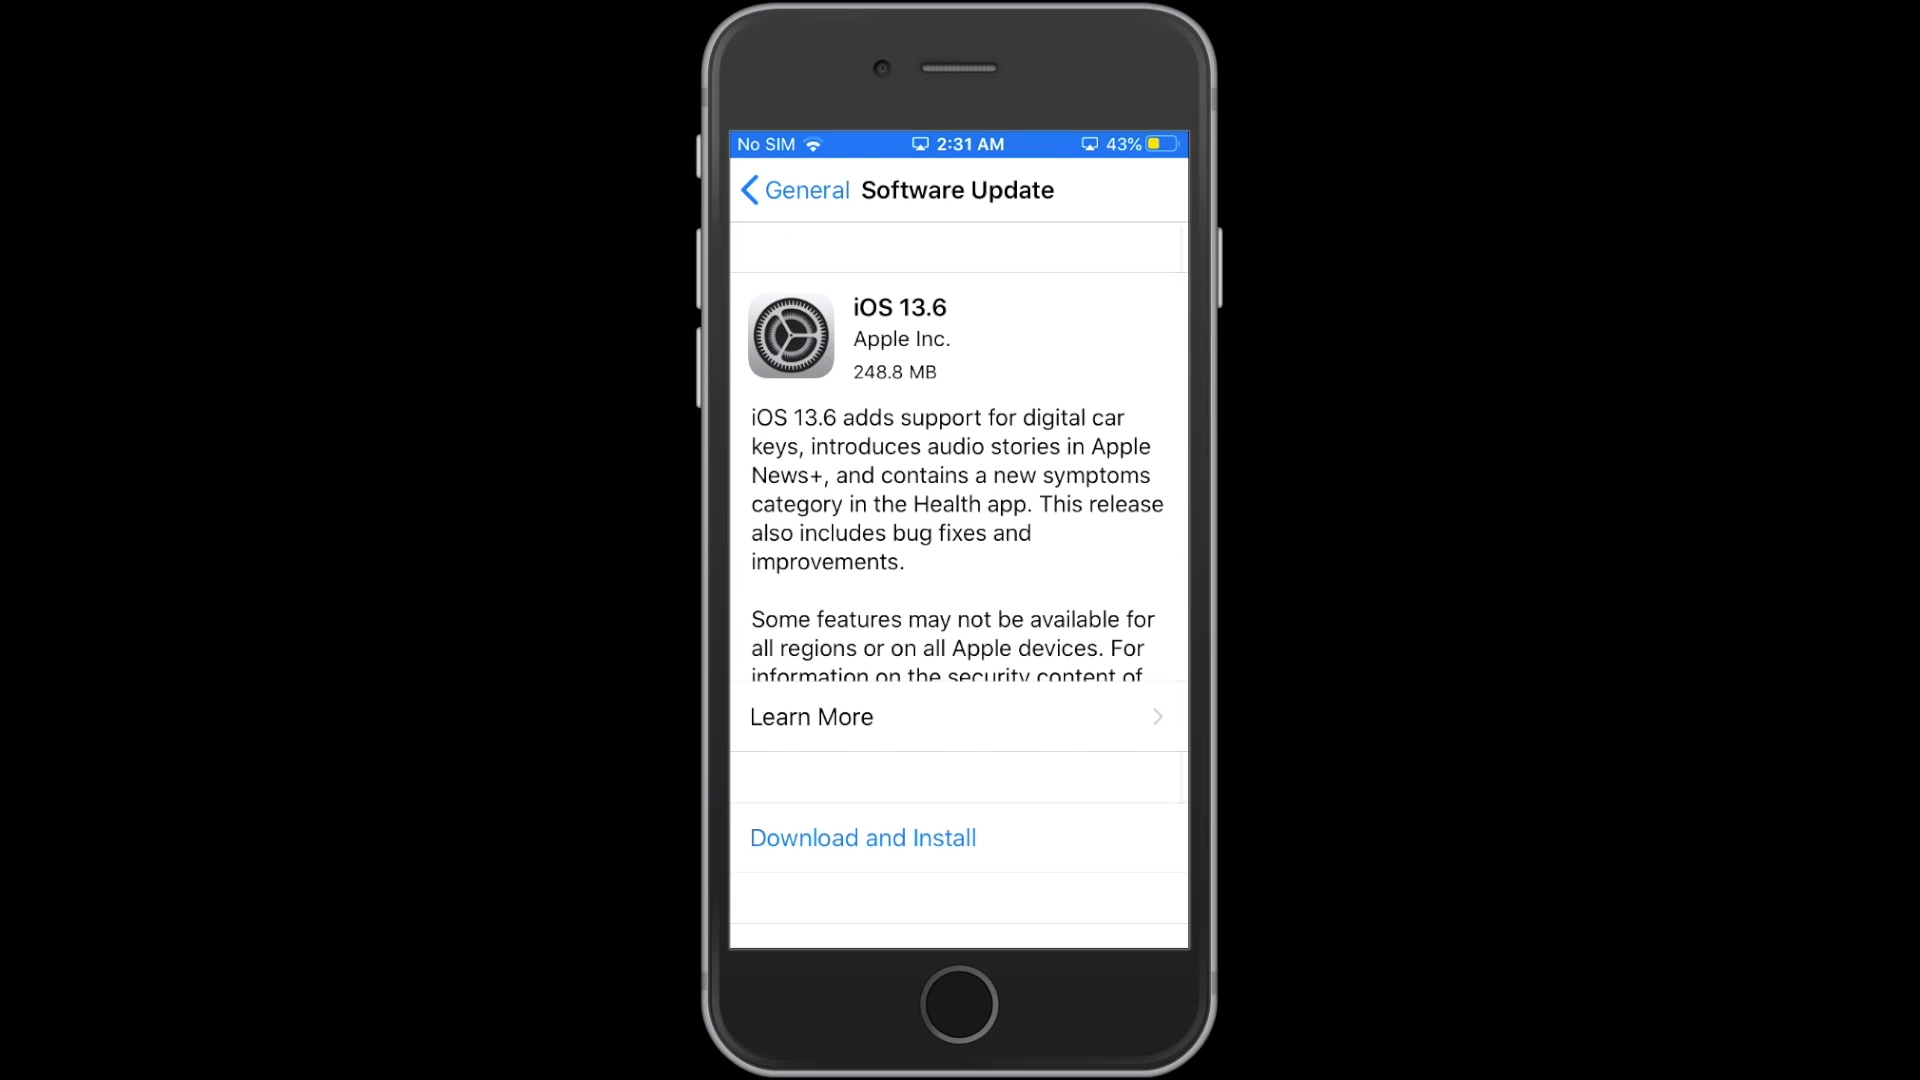 No SIM 2:31 AM 43%
General Software Update
iOS 13.6
Apple Inc.
248.8 MB
iOS 13.6 adds support for digital car
keys, introduces audio stories in Apple
News+, and contains a new symptoms
category in the Health app. This release
also includes bug fixes and
improvements.
Some features may not be available for
all regions or on all Apple devices. For
information on the security content of
Learn More
Download and Install